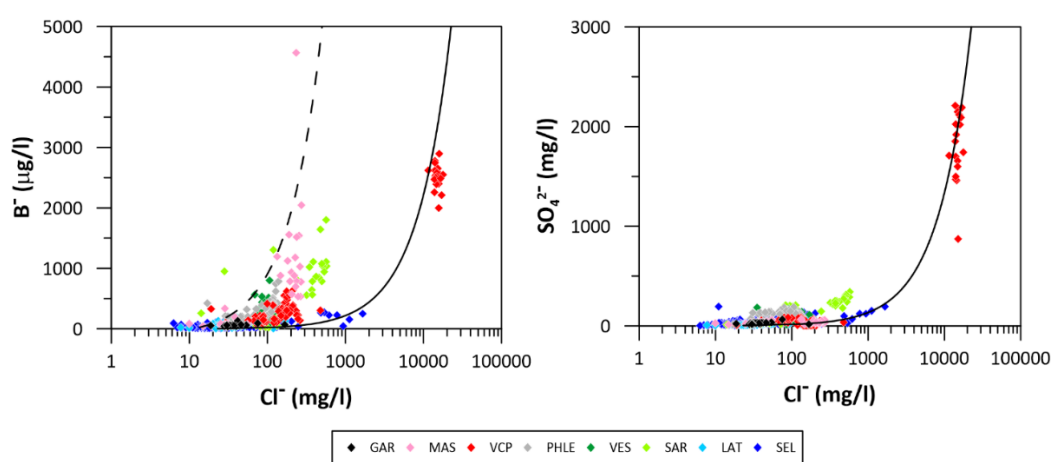 5000
4000
3000
2000
1000
0
B⁻ (μg/l)
1 10 100 1000 10000 100000
Cl⁻ (mg/l)
3000
2000
1000
0
SO₄²⁻ (mg/l)
1 10 100 1000 10000 100000
Cl⁻ (mg/l)
GAR MAS VCP PHLE VES SAR LAT SEL